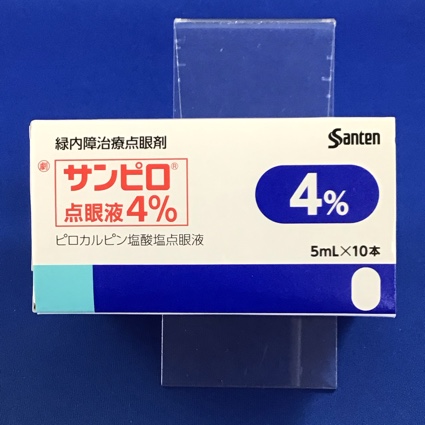 緑内障治療点眼剤
Santen
劇
サンピロ®
点眼液4%
4%
ピロカルピン塩酸塩点眼液
5mL×10本